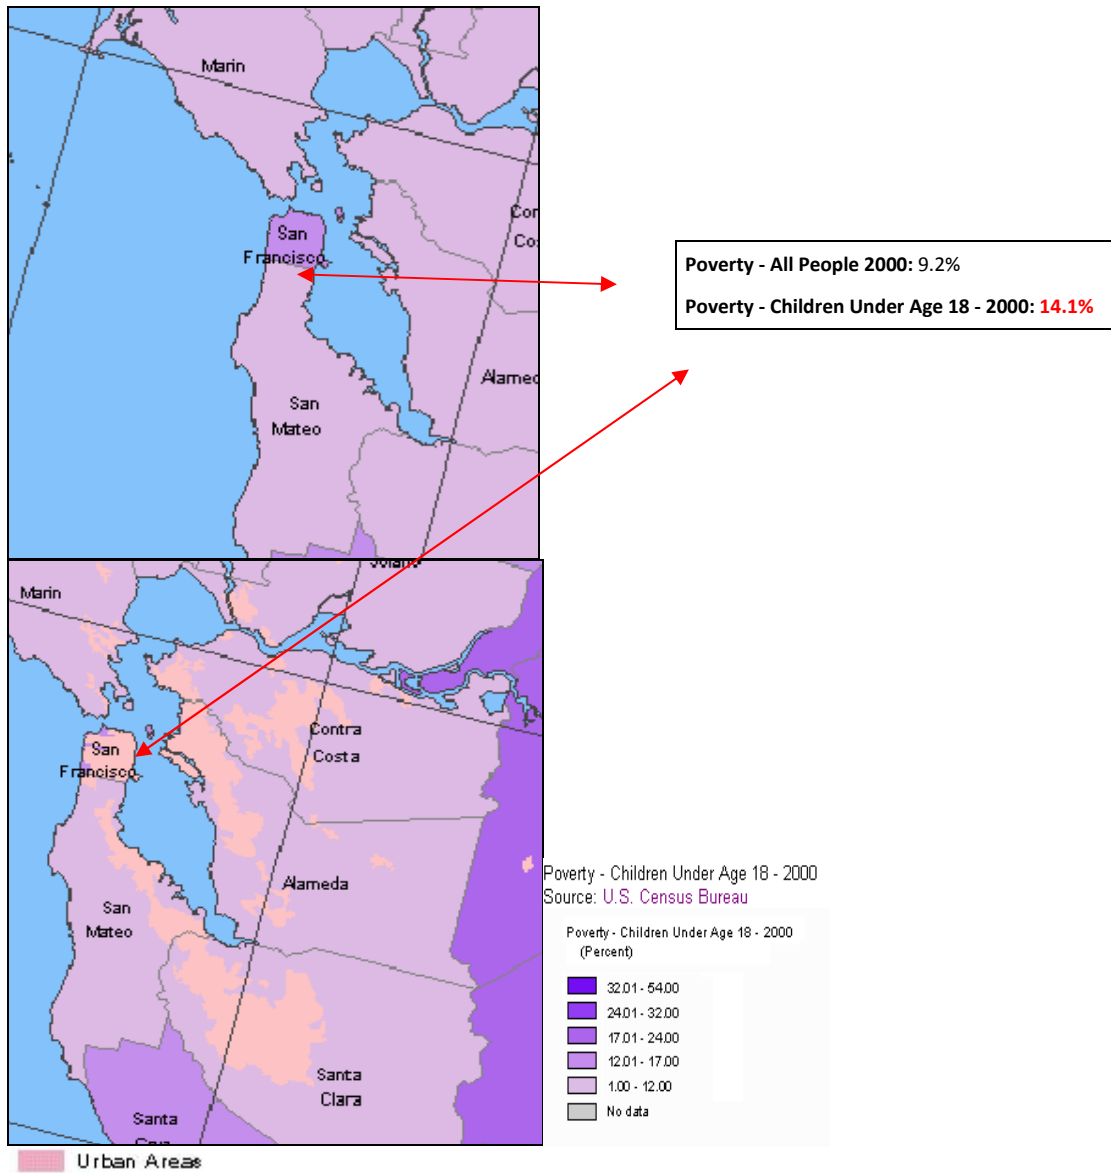 Marin
San
Francisco
San
Mateo
Alameda
Poverty - All People 2000: 9.2%
Poverty - Children Under Age 18 - 2000: 14.1%
Marin
San
Francisco
Contra
Costa
Alameda
San
Mateo
Santa
Clara
Santa
Poverty - Children Under Age 18 - 2000
Source: U.S. Census Bureau
Poverty - Children Under Age 18 - 2000
(Percent)
32.01 - 54.00
24.01 - 32.00
17.01 - 24.00
12.01 - 17.00
1.00 - 12.00
No data
Urban Areas